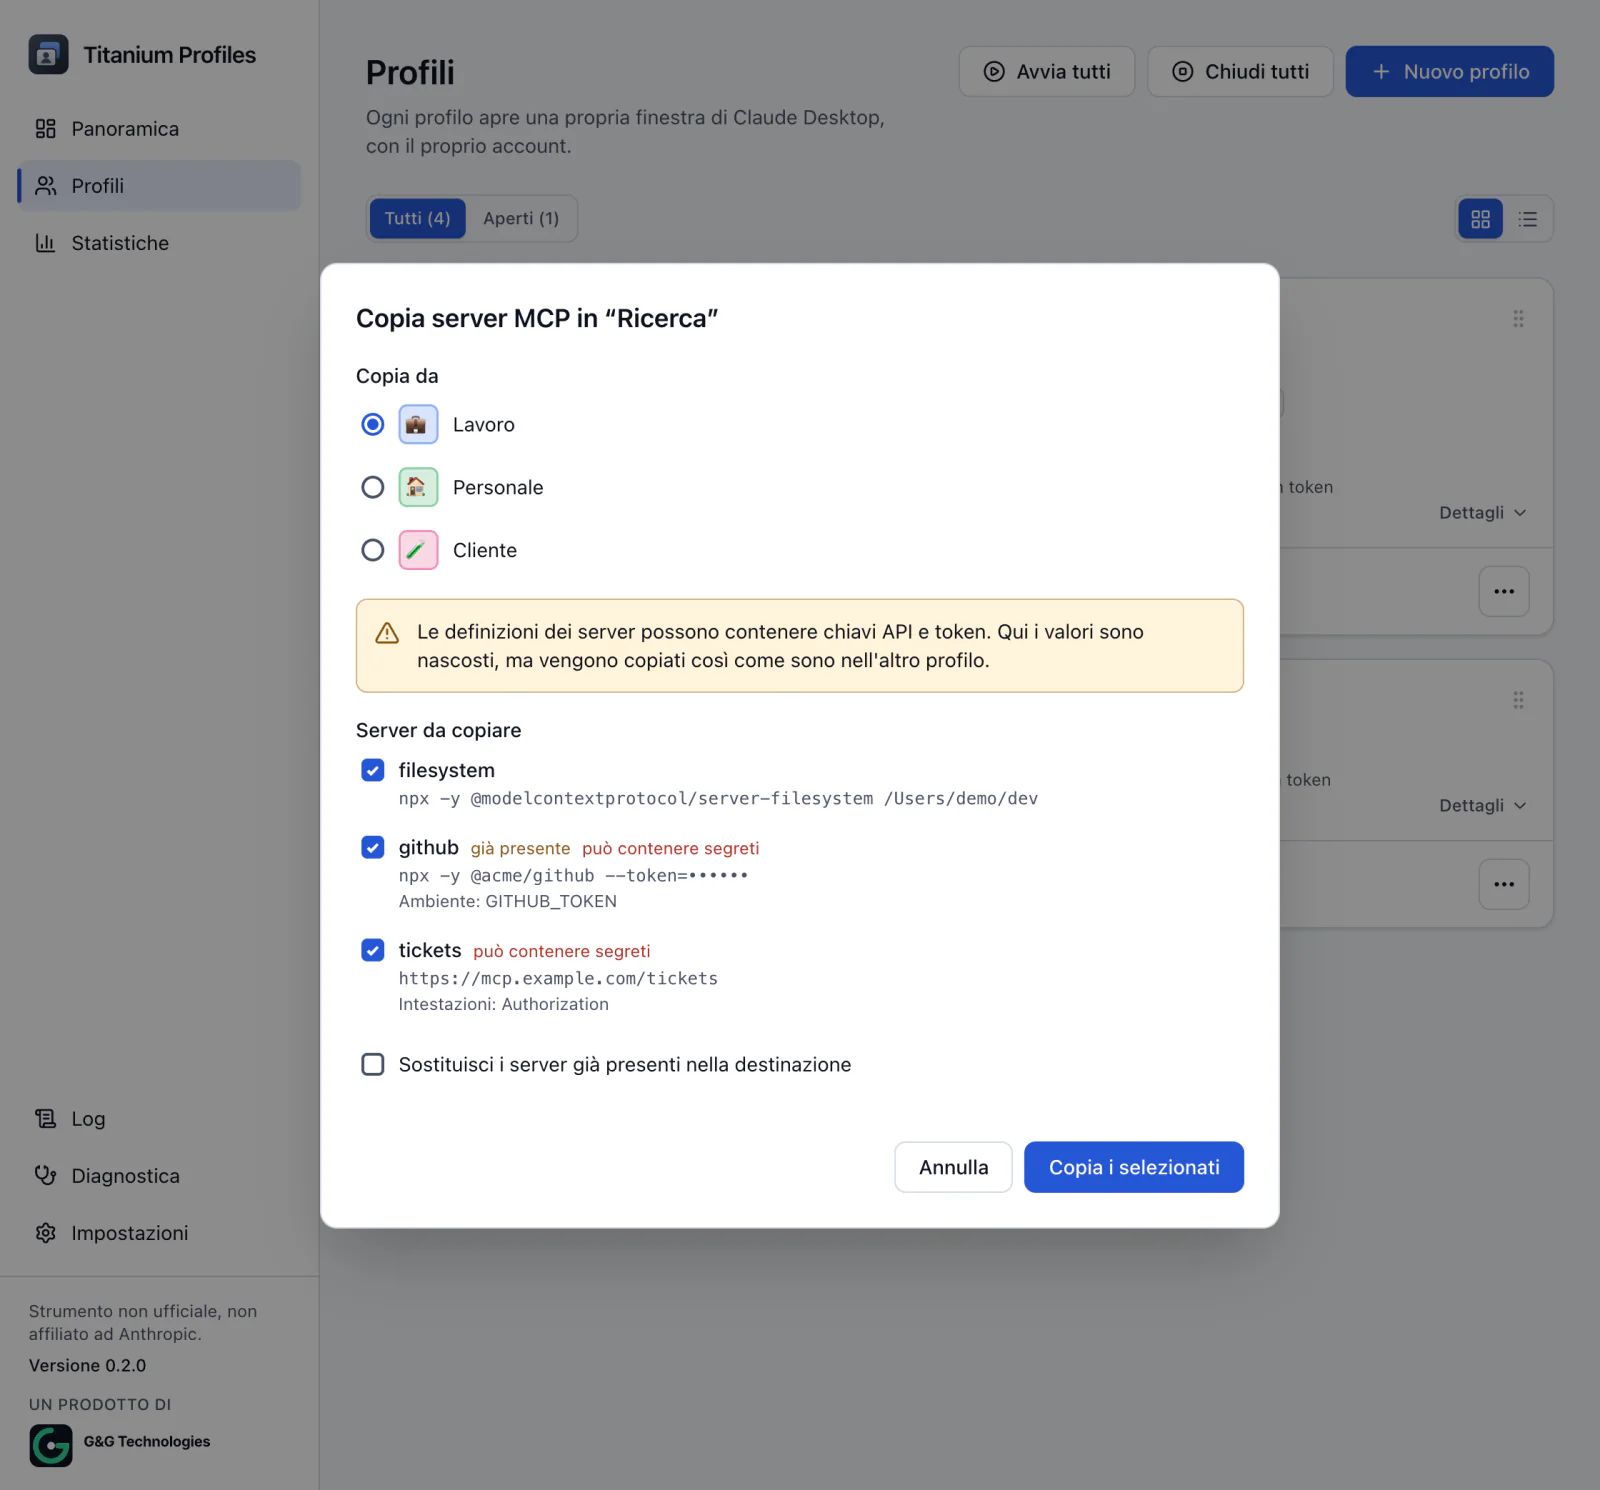 Titanium Profiles
Panoramica
Profili
Statistiche
Log
Diagnostica
Impostazioni
Strumento non ufficiale, non
affiliato ad Anthropic.
Versione 0.2.0
UN PRODOTTO DI
G&G Technologies
Profili
Ogni profilo apre una propria finestra di Claude Desktop,
con il proprio account.
Avvia tutti
Chiudi tutti
Nuovo profilo
Tutti (4)
Aperti (1)
token
Dettagli
token
Dettagli
Copia server MCP in “Ricerca”
Copia da
Lavoro
Personale
Cliente
Le definizioni dei server possono contenere chiavi API e token. Qui i valori sono
nascosti, ma vengono copiati così come sono nell'altro profilo.
Server da copiare
filesystem
npx -y @modelcontextprotocol/server-filesystem /Users/demo/dev
github già presente può contenere segreti
npx -y @acme/github --token=••••••
Ambiente: GITHUB_TOKEN
tickets può contenere segreti
https://mcp.example.com/tickets
Intestazioni: Authorization
Sostituisci i server già presenti nella destinazione
Annulla
Copia i selezionati